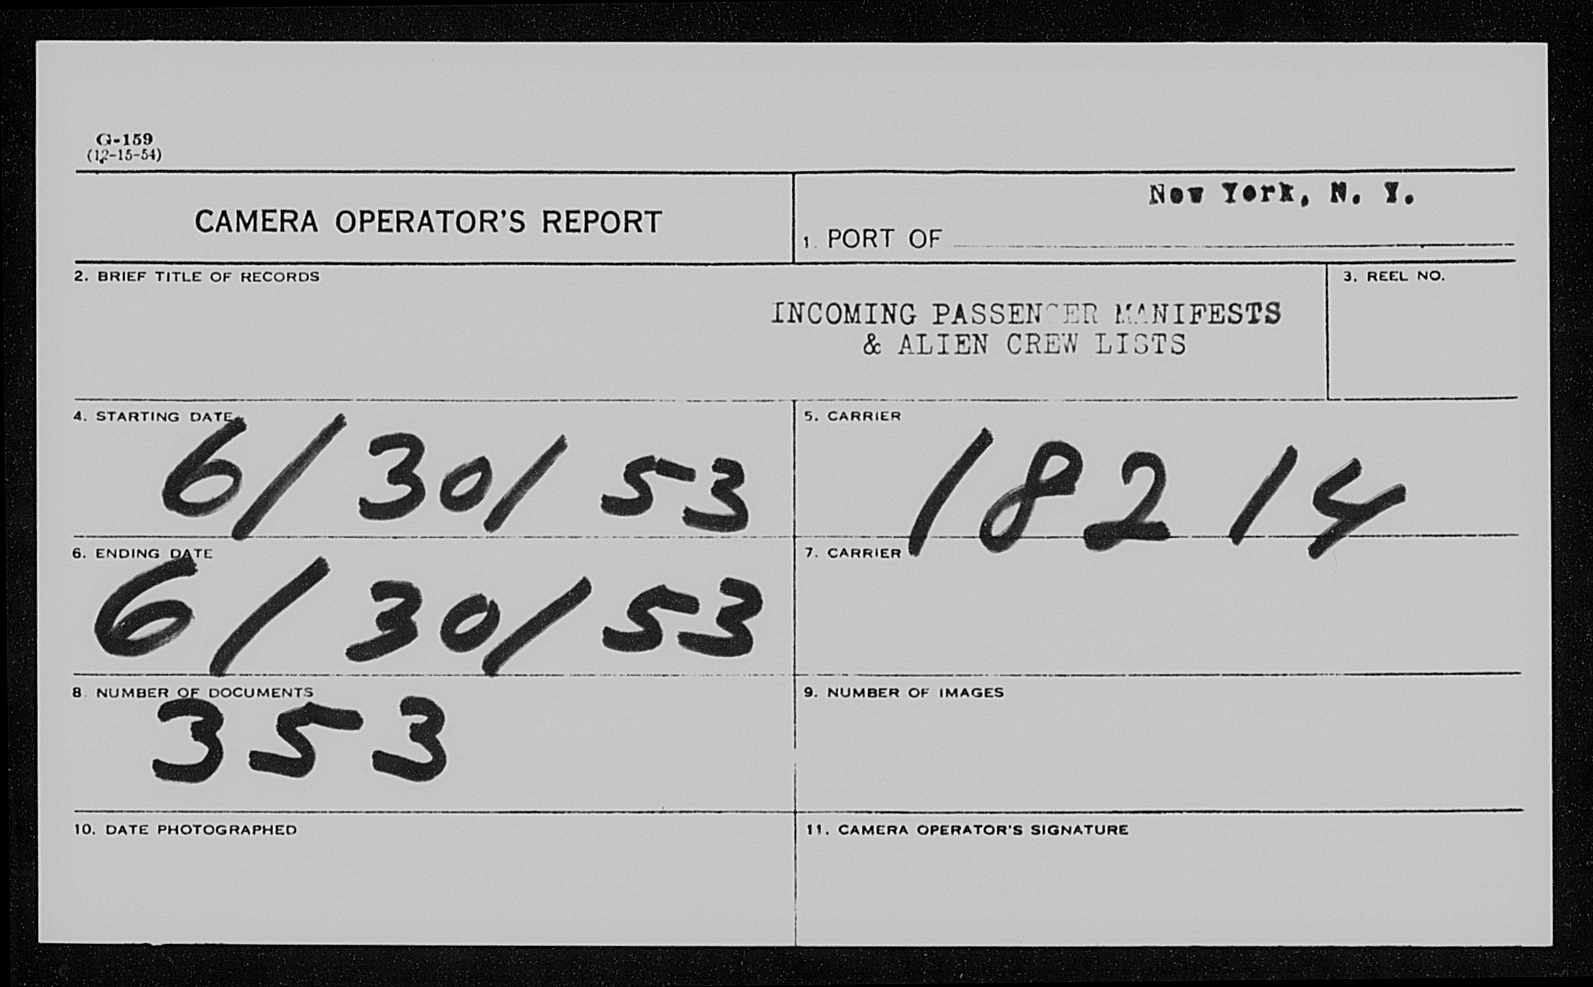 G-159
(12-15-54)
CAMERA OPERATOR'S REPORT
New York, N. Y.
1. PORT OF
2. BRIEF TITLE OF RECORDS
INCOMING PASSENGER MANIFESTS
& ALIEN CREW LISTS
3. REEL NO.
4. STARTING DATE
6/30/53
5. CARRIER
18214
6. ENDING DATE
6/30/53
7. CARRIER
8. NUMBER OF DOCUMENTS
353
9. NUMBER OF IMAGES
10. DATE PHOTOGRAPHED
11. CAMERA OPERATOR'S SIGNATURE